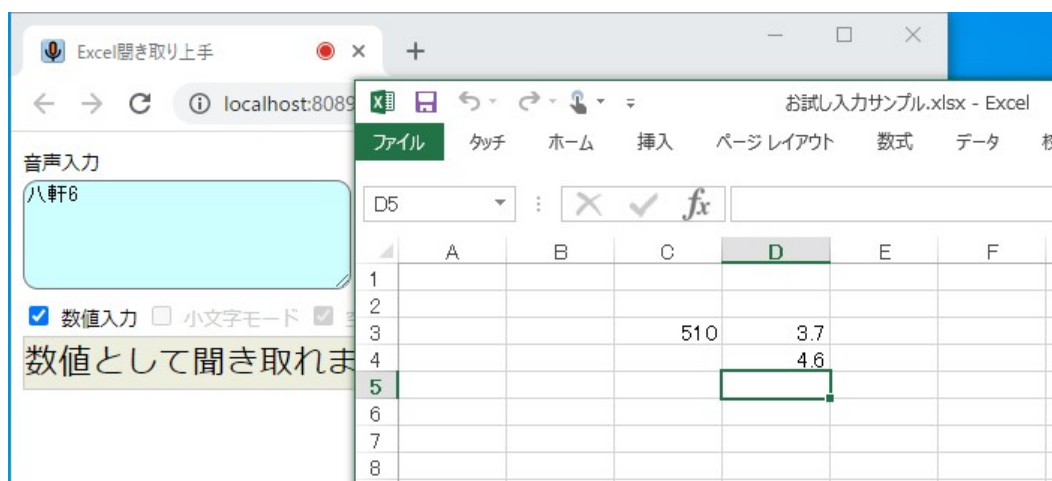 Excel聞き取り上手
localhost:8089
音声入力
八軒6
数値入力 小文字モード
数値として聞き取れま
お試し入力サンプル.xlsx - Excel
ファイル タッチ ホーム 挿入 ページ レイアウト 数式 データ
D5 fx
A B C D E F
1
2
3 510 3.7
4 4.6
5
6
7
8